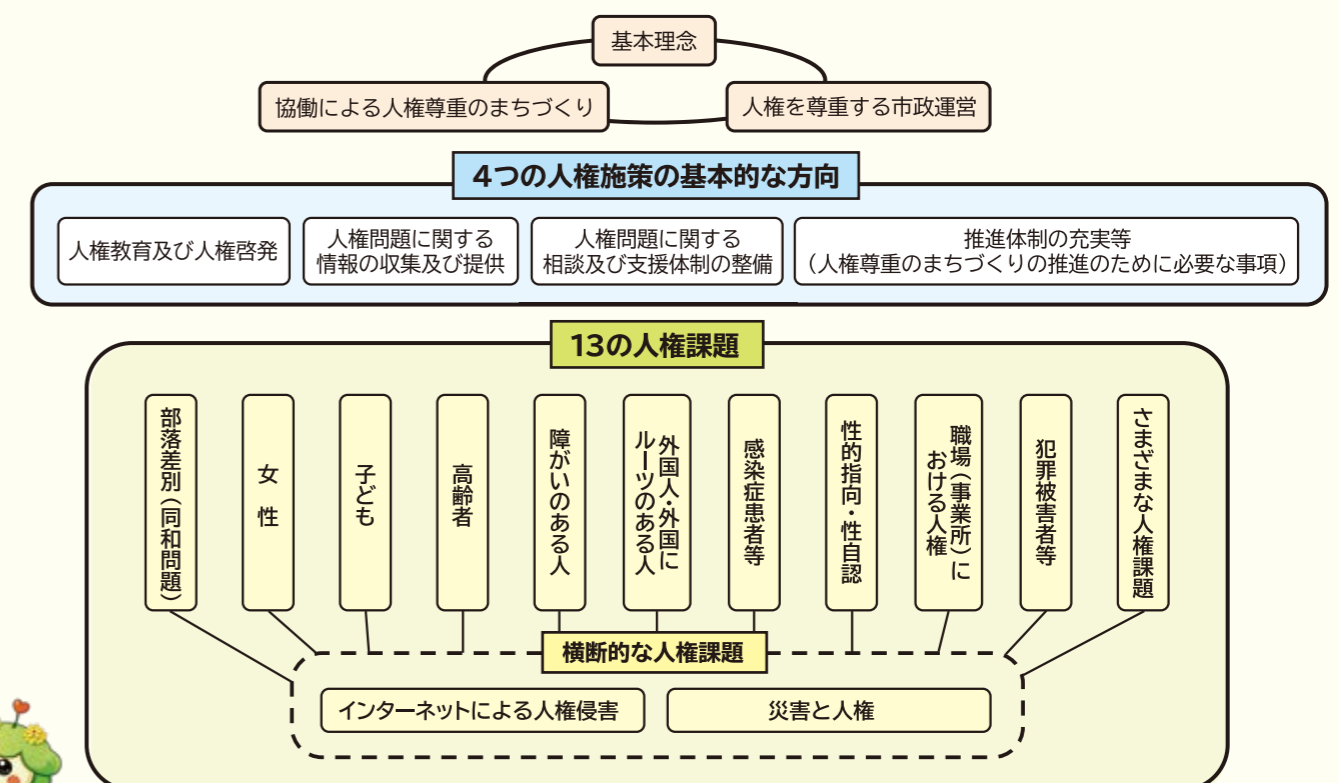 基本理念
協働による人権尊重のまちづくり
人権を尊重する市政運営
4つの人権施策の基本的な方向
人権教育及び人権啓発
人権問題に関する
情報の収集及び提供
人権問題に関する
相談及び支援体制の整備
推進体制の充実等
（人権尊重のまちづくりの推進のために必要な事項）
13の人権課題
部落差別（同和問題）
女 性
子ども
高齢者
障がいのある人
外国人・外国に
ルーツのある人
感染症患者等
性的指向・性自認
職場（事業所）に
おける人権
犯罪被害者等
さまざまな人権課題
横断的な人権課題
インターネットによる人権侵害
災害と人権